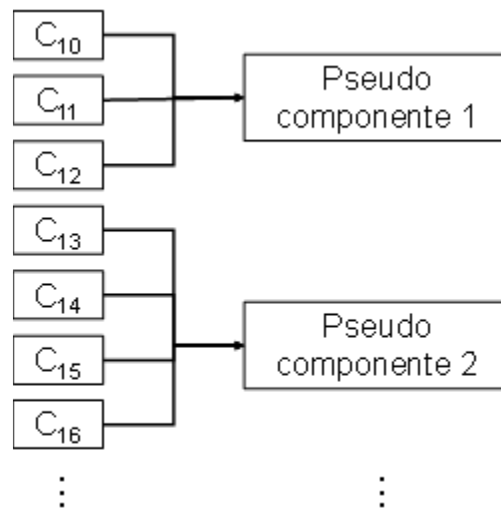 C₁₀
C₁₁
C₁₂
Pseudo
componente 1
C₁₃
C₁₄
C₁₅
C₁₆
Pseudo
componente 2
⋮
⋮